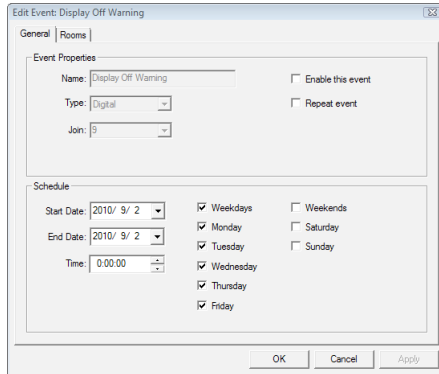 Edit Event: Display Off Warning
General Rooms
Event Properties
Name: Display Off Warning Enable this event
Type: Digital Repeat event
Join: 9
Schedule
Start Date: 2010/ 9/ 2 Weekdays Weekends
Monday Saturday
End Date: 2010/ 9/ 2 Tuesday Sunday
Time: 0:00:00 Wednesday
Thursday
Friday
OK Cancel Apply